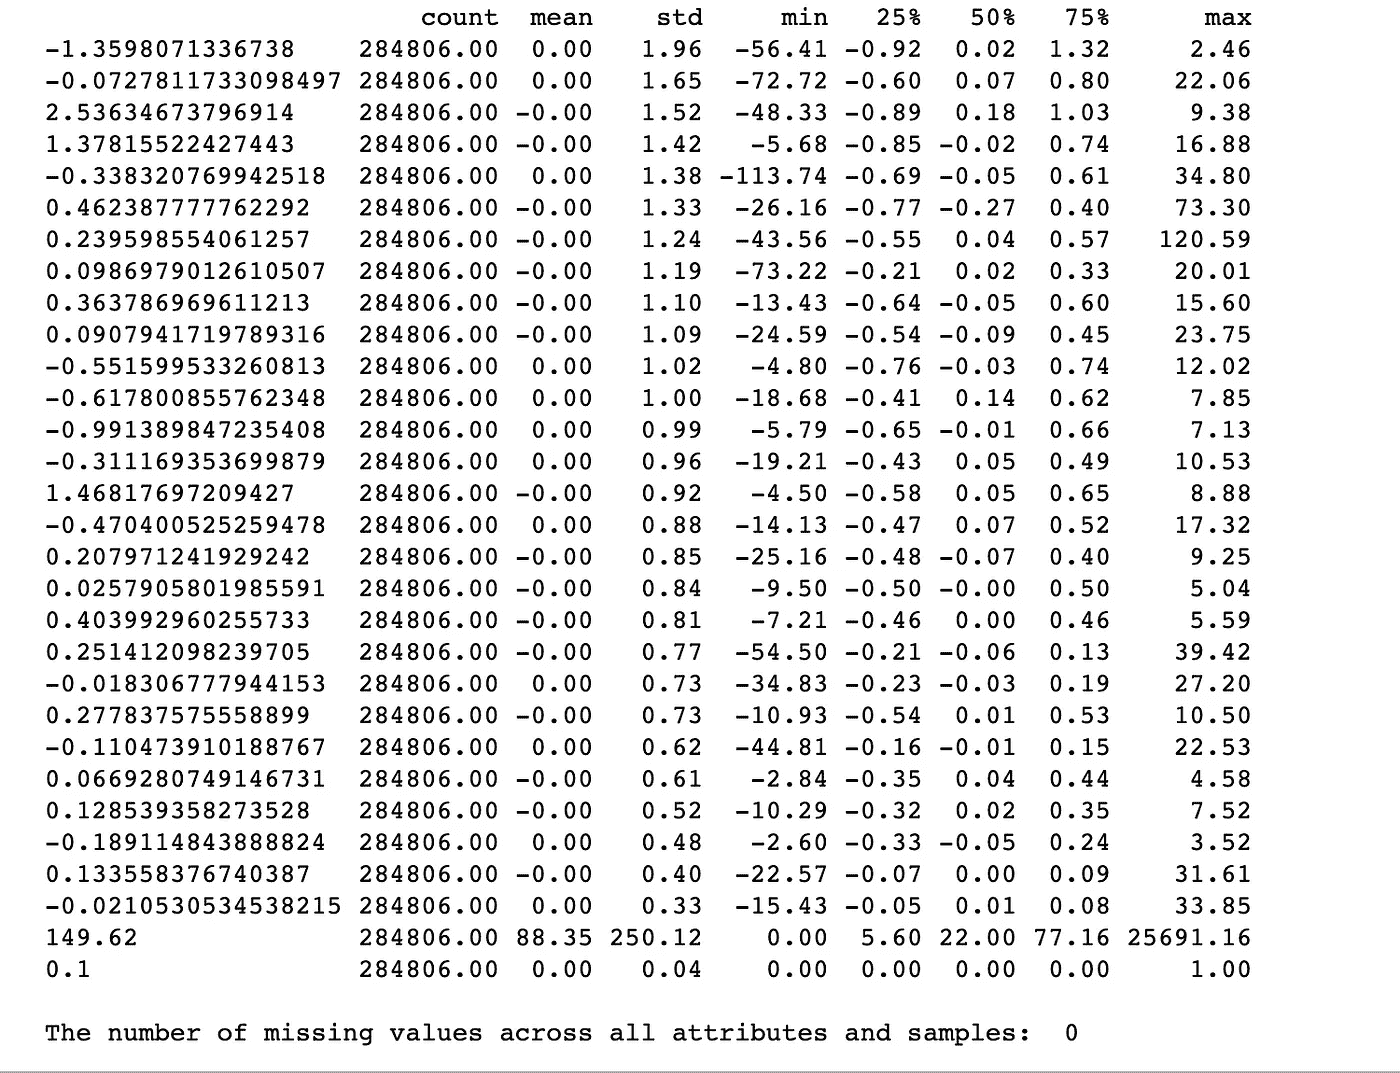 count mean std min 25% 50% 75% max
-1.3598071336738 284806.00 0.00 1.96 -56.41 -0.92 0.02 1.32 2.46
-0.0727811733098497 284806.00 0.00 1.65 -72.72 -0.60 0.07 0.80 22.06
2.53634673796914 284806.00 -0.00 1.52 -48.33 -0.89 0.18 1.03 9.38
1.37815522427443 284806.00 -0.00 1.42 -5.68 -0.85 -0.02 0.74 16.88
-0.338320769942518 284806.00 0.00 1.38 -113.74 -0.69 -0.05 0.61 34.80
0.462387777762292 284806.00 -0.00 1.33 -26.16 -0.77 -0.27 0.40 73.30
0.239598554061257 284806.00 -0.00 1.24 -43.56 -0.55 0.04 0.57 120.59
0.0986979012610507 284806.00 -0.00 1.19 -73.22 -0.21 0.02 0.33 20.01
0.363786969611213 284806.00 -0.00 1.10 -13.43 -0.64 -0.05 0.60 15.60
0.0907941719789316 284806.00 -0.00 1.09 -24.59 -0.54 -0.09 0.45 23.75
-0.551599533260813 284806.00 0.00 1.02 -4.80 -0.76 -0.03 0.74 12.02
-0.617800855762348 284806.00 0.00 1.00 -18.68 -0.41 0.14 0.62 7.85
-0.991389847235408 284806.00 0.00 0.99 -5.79 -0.65 -0.01 0.66 7.13
-0.311169353699879 284806.00 0.00 0.96 -19.21 -0.43 0.05 0.49 10.53
1.46817697209427 284806.00 -0.00 0.92 -4.50 -0.58 0.05 0.65 8.88
-0.470400525259478 284806.00 0.00 0.88 -14.13 -0.47 0.07 0.52 17.32
0.207971241929242 284806.00 -0.00 0.85 -25.16 -0.48 -0.07 0.40 9.25
0.0257905801985591 284806.00 -0.00 0.84 -9.50 -0.50 -0.00 0.50 5.04
0.403992960255733 284806.00 -0.00 0.81 -7.21 -0.46 0.00 0.46 5.59
0.251412098239705 284806.00 -0.00 0.77 -54.50 -0.21 -0.06 0.13 39.42
-0.018306777944153 284806.00 0.00 0.73 -34.83 -0.23 -0.03 0.19 27.20
0.277837575558899 284806.00 -0.00 0.73 -10.93 -0.54 0.01 0.53 10.50
-0.110473910188767 284806.00 0.00 0.62 -44.81 -0.16 -0.01 0.15 22.53
0.0669280749146731 284806.00 -0.00 0.61 -2.84 -0.35 0.04 0.44 4.58
0.128539358273528 284806.00 -0.00 0.52 -10.29 -0.32 0.02 0.35 7.52
-0.189114843888824 284806.00 0.00 0.48 -2.60 -0.33 -0.05 0.24 3.52
0.133558376740387 284806.00 -0.00 0.40 -22.57 -0.07 0.00 0.09 31.61
-0.0210530534538215 284806.00 0.00 0.33 -15.43 -0.05 0.01 0.08 33.85
149.62 284806.00 88.35 250.12 0.00 5.60 22.00 77.16 25691.16
0.1 284806.00 0.00 0.04 0.00 0.00 0.00 0.00 1.00
The number of missing values across all attributes and samples: 0